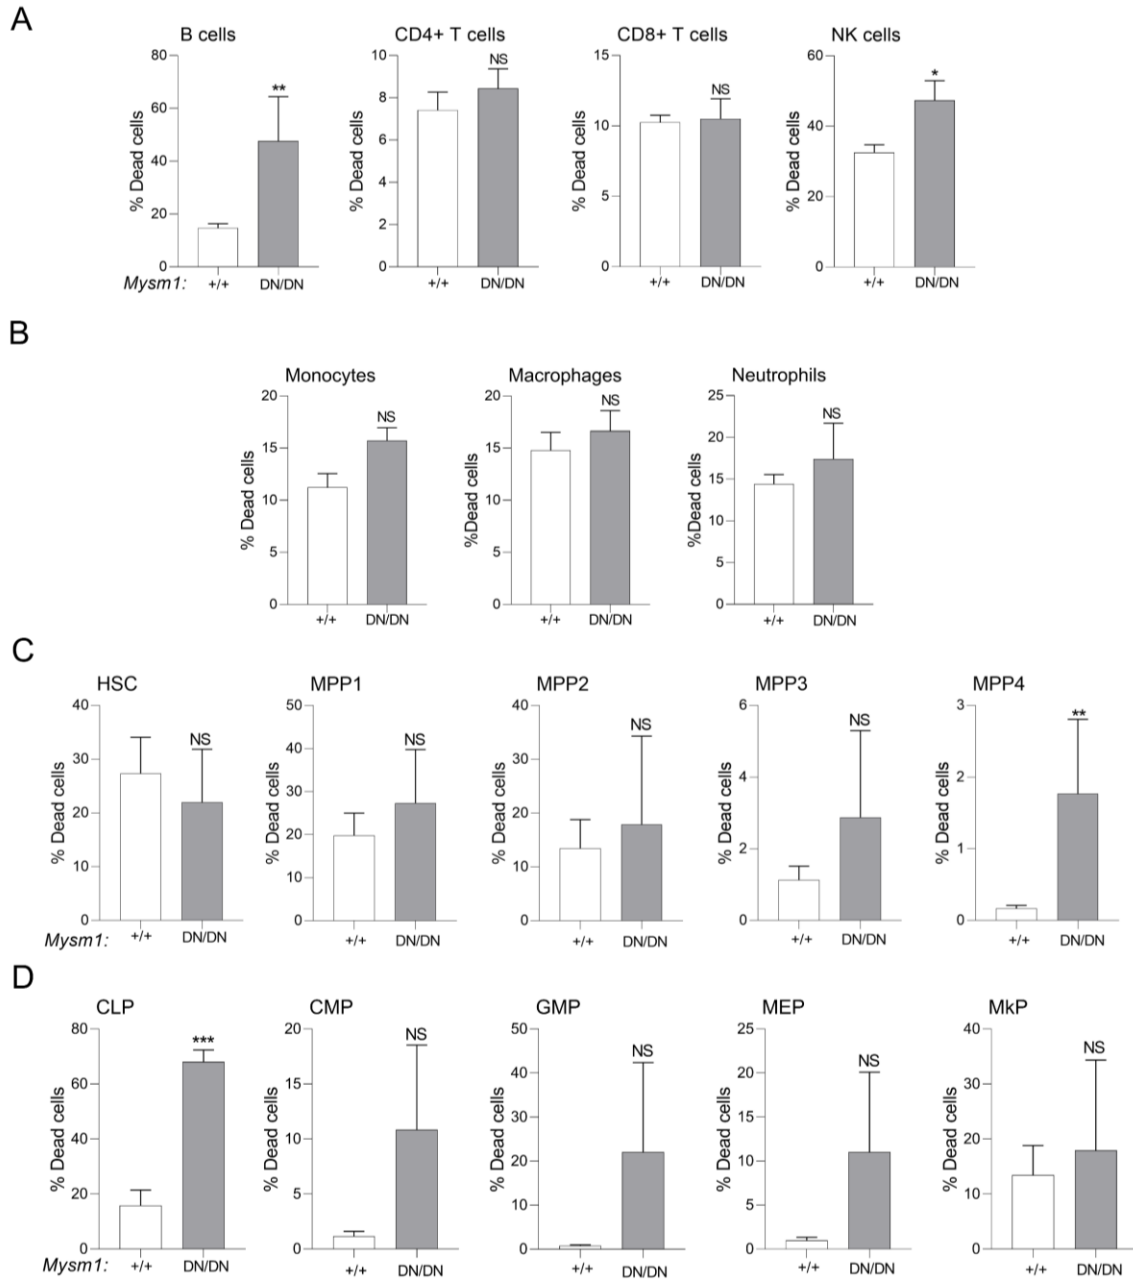 A
B cells
CD4+ T cells
CD8+ T cells
NK cells
% Dead cells
80
60
40
20
0
**
% Dead cells
10
8
6
4
2
0
NS
% Dead cells
15
10
5
0
NS
% Dead cells
60
40
20
0
*
Mysm1: +/+ DN/DN
+/+ DN/DN
+/+ DN/DN
+/+ DN/DN
B
Monocytes
Macrophages
Neutrophils
% Dead cells
20
15
10
5
0
NS
%Dead cells
20
15
10
5
0
NS
%Dead cells
25
20
15
10
5
0
NS
+/+ DN/DN
+/+ DN/DN
+/+ DN/DN
C
HSC
MPP1
MPP2
MPP3
MPP4
% Dead cells
40
30
20
10
0
NS
% Dead cells
50
40
30
20
10
0
NS
% Dead cells
40
30
20
10
0
NS
% Dead cells
6
4
2
0
NS
% Dead cells
3
2
1
0
**
Mysm1: +/+ DN/DN
+/+ DN/DN
+/+ DN/DN
+/+ DN/DN
+/+ DN/DN
D
CLP
CMP
GMP
MEP
MkP
% Dead cells
80
60
40
20
0
***
% Dead cells
20
15
10
5
0
NS
% Dead cells
50
40
30
20
10
0
NS
% Dead cells
25
20
15
10
5
0
NS
% Dead cells
40
30
20
10
0
NS
Mysm1: +/+ DN/DN
+/+ DN/DN
+/+ DN/DN
+/+ DN/DN
+/+ DN/DN